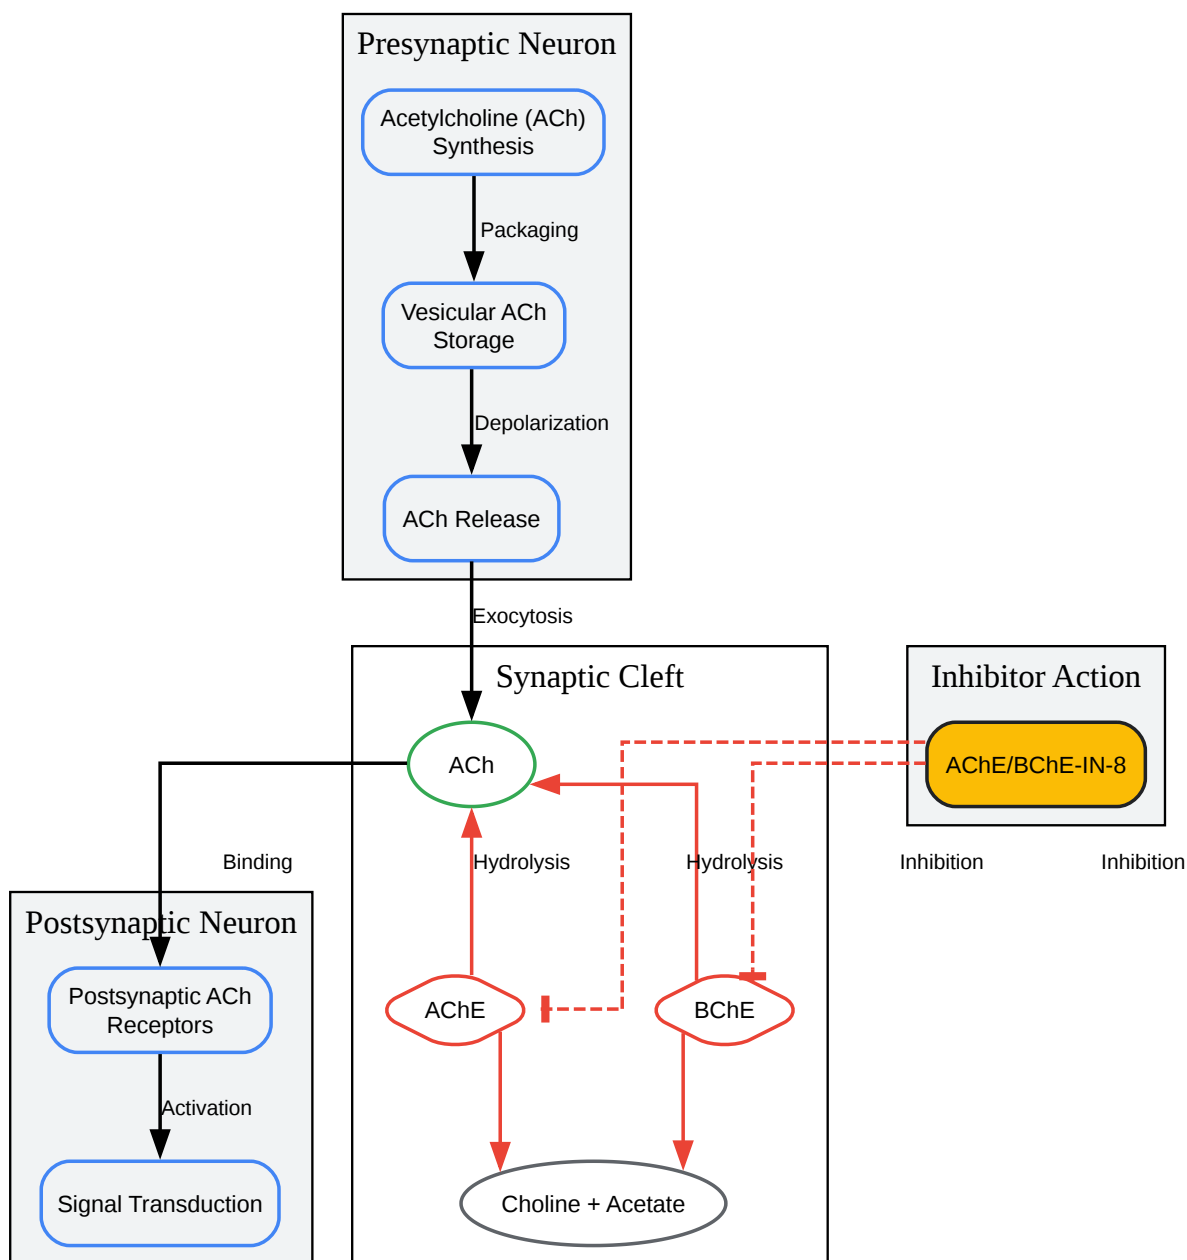 Presynaptic Neuron
Acetylcholine (ACh)
Synthesis
Packaging
Vesicular ACh
Storage
Depolarization
ACh Release
Exocytosis
Synaptic Cleft
Inhibitor Action
ACh
AChE/BChE-IN-8
Binding
Hydrolysis
Hydrolysis
Inhibition
Inhibition
Postsynaptic Neuron
Postsynaptic ACh
Receptors
AChE
BChE
Activation
Signal Transduction
Choline + Acetate